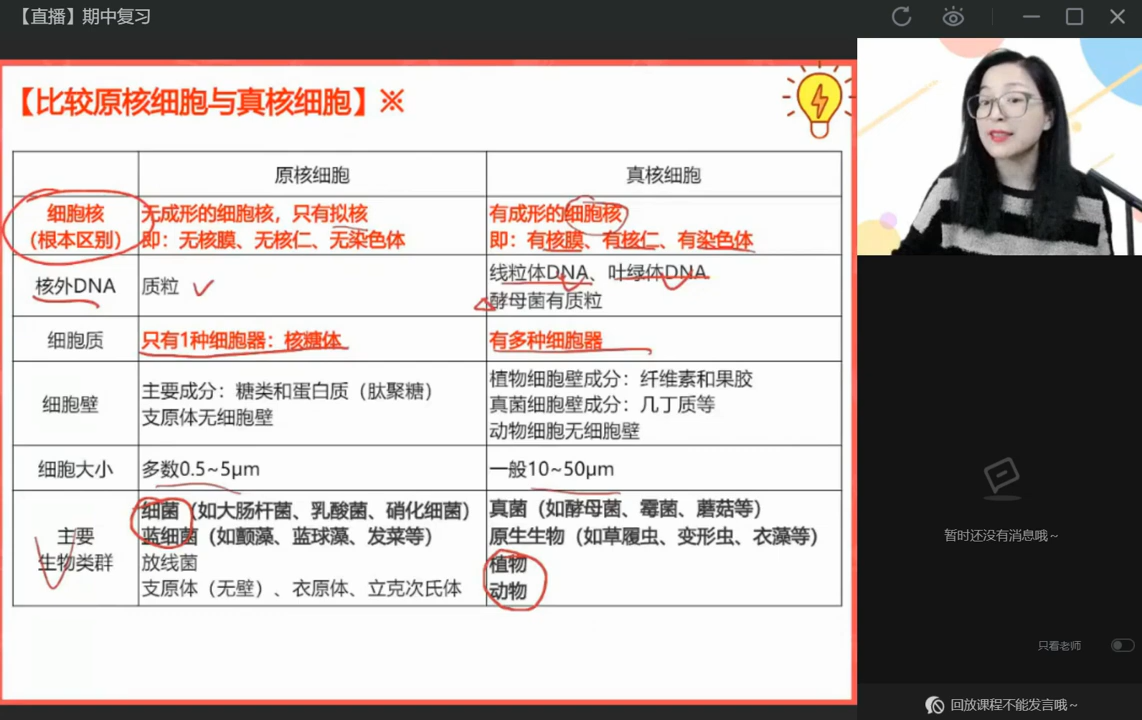 【直播】期中复习
【比较原核细胞与真核细胞】※
原核细胞
真核细胞
细胞核
（根本区别）
无成形的细胞核，只有拟核
即：无核膜、无核仁、无染色体
有成形的细胞核
即：有核膜、有核仁、有染色体
核外DNA
质粒
线粒体DNA、叶绿体DNA
酵母菌有质粒
细胞质
只有1种细胞器：核糖体
有多种细胞器
细胞壁
主要成分：糖类和蛋白质（肽聚糖）
支原体无细胞壁
植物细胞壁成分：纤维素和果胶
真菌细胞壁成分：几丁质等
动物细胞无细胞壁
细胞大小
多数0.5~5μm
一般10~50μm
主要
生物类群
细菌（如大肠杆菌、乳酸菌、硝化细菌）
蓝细菌（如颤藻、蓝球藻、发菜等）
放线菌
支原体（无壁）、衣原体、立克次氏体
真菌（如酵母菌、霉菌、蘑菇等）
原生生物（如草履虫、变形虫、衣藻等）
植物
动物
暂时还没有消息哦~
只看老师
回放课程不能发言哦~